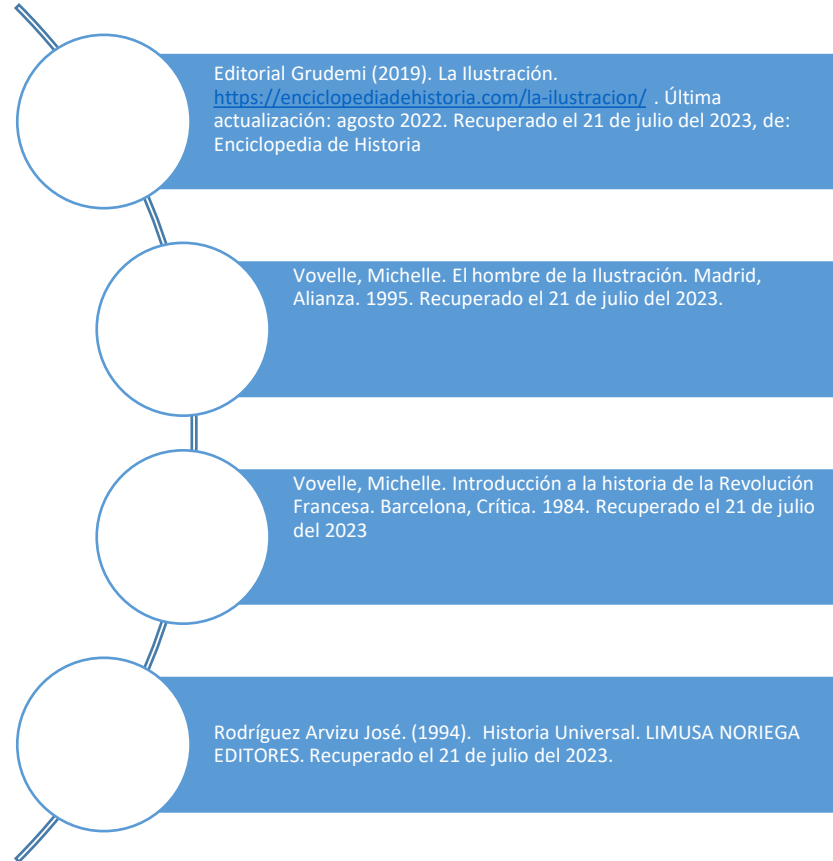 Editorial Grudemi (2019). La Ilustración.
https://enciclopediadehistoria.com/la-ilustracion/ . Última
actualización: agosto 2022. Recuperado el 21 de julio del 2023, de:
Enciclopedia de Historia
Vovelle, Michelle. El hombre de la Ilustración. Madrid,
Alianza. 1995. Recuperado el 21 de julio del 2023.
Vovelle, Michelle. Introducción a la historia de la Revolución
Francesa. Barcelona, Crítica. 1984. Recuperado el 21 de julio
del 2023
Rodríguez Arvizu José. (1994).  Historia Universal. LIMUSA NORIEGA
EDITORES. Recuperado el 21 de julio del 2023.